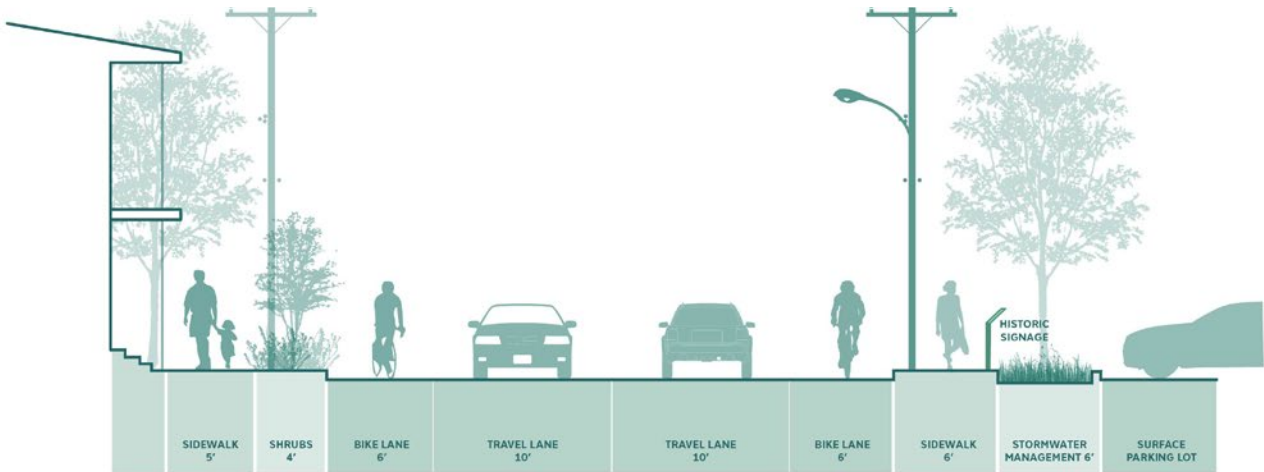 HISTORIC
SIGNAGE
SIDEWALK
5'
SHRUBS
4'
BIKE LANE
6'
TRAVEL LANE
10'
TRAVEL LANE
10'
BIKE LANE
6'
SIDEWALK
6'
STORMWATER
MANAGEMENT 6'
SURFACE
PARKING LOT